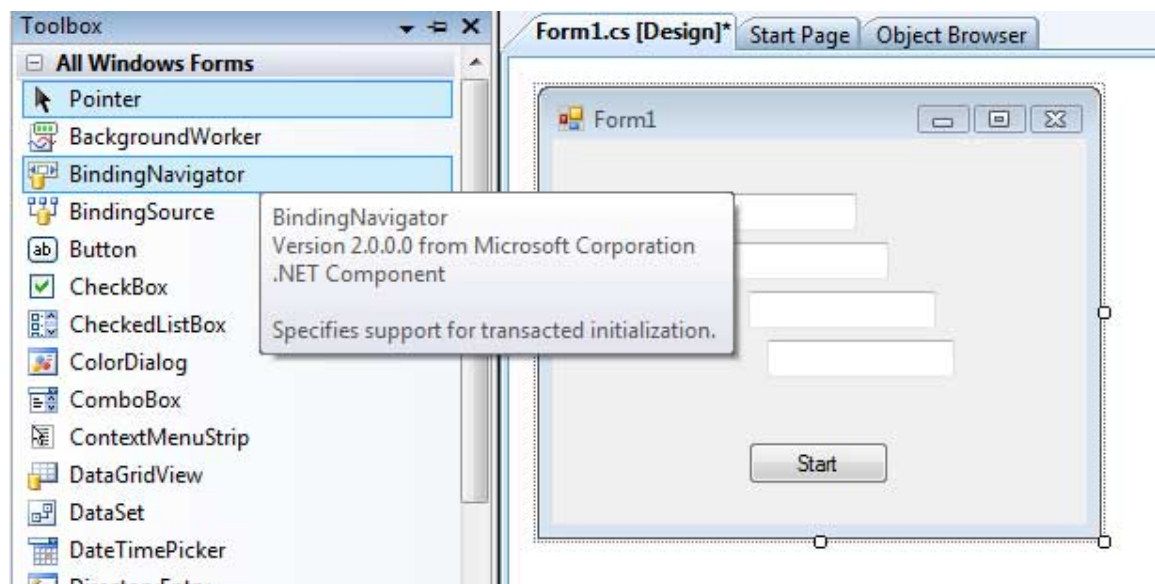 Toolbox
All Windows Forms
Pointer
BackgroundWorker
BindingNavigator
BindingSource
ab Button
CheckBox
CheckedListBox
ColorDialog
ComboBox
ContextMenuStrip
DataGridView
DataSet
DateTimePicker
BindingNavigator
Version 2.0.0.0 from Microsoft Corporation
.NET Component
Specifies support for transacted initialization.
Form1.cs [Design]* Start Page Object Browser
Form1
Start